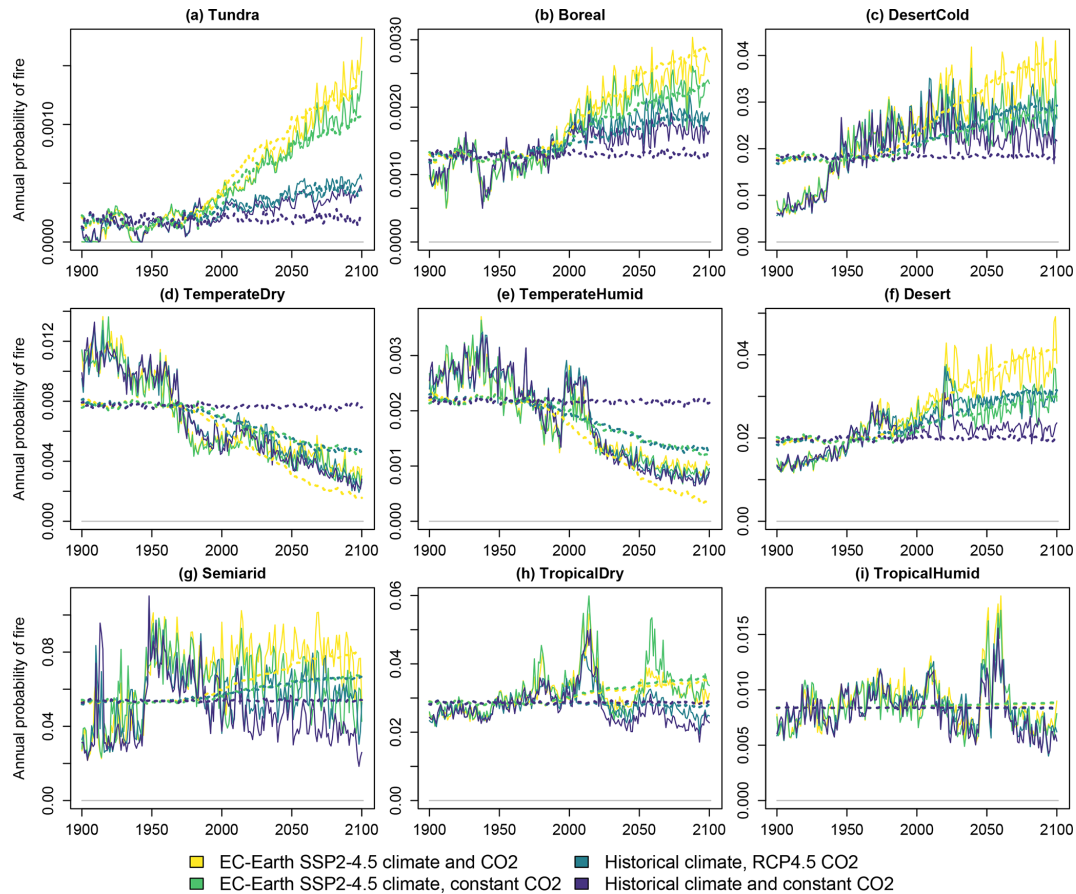 (a) Tundra
(b) Boreal
(c) DesertCold
Annual probability of fire
0.0000 0.0010
0.0000 0.0010 0.0020 0.0030
0.00 0.01 0.02 0.03 0.04
1900 1950 2000 2050 2100
1900 1950 2000 2050 2100
1900 1950 2000 2050 2100
(d) TemperateDry
(e) TemperateHumid
(f) Desert
Annual probability of fire
0.000 0.004 0.008 0.012
0.000 0.001 0.002 0.003
0.00 0.02 0.04
1900 1950 2000 2050 2100
1900 1950 2000 2050 2100
1900 1950 2000 2050 2100
(g) Semiarid
(h) TropicalDry
(i) TropicalHumid
Annual probability of fire
0.00 0.04 0.08
0.00 0.02 0.04 0.06
0.000 0.005 0.010 0.015
1900 1950 2000 2050 2100
1900 1950 2000 2050 2100
1900 1950 2000 2050 2100
EC-Earth SSP2-4.5 climate and CO2
Historical climate, RCP4.5 CO2
EC-Earth SSP2-4.5 climate, constant CO2
Historical climate and constant CO2